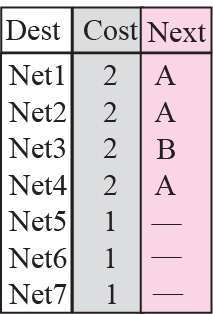 Dest Cost Next
Net1 2 A
Net2 2 A
Net3 2 B
Net4 2 A
Net5 1 —
Net6 1 —
Net7 1 —